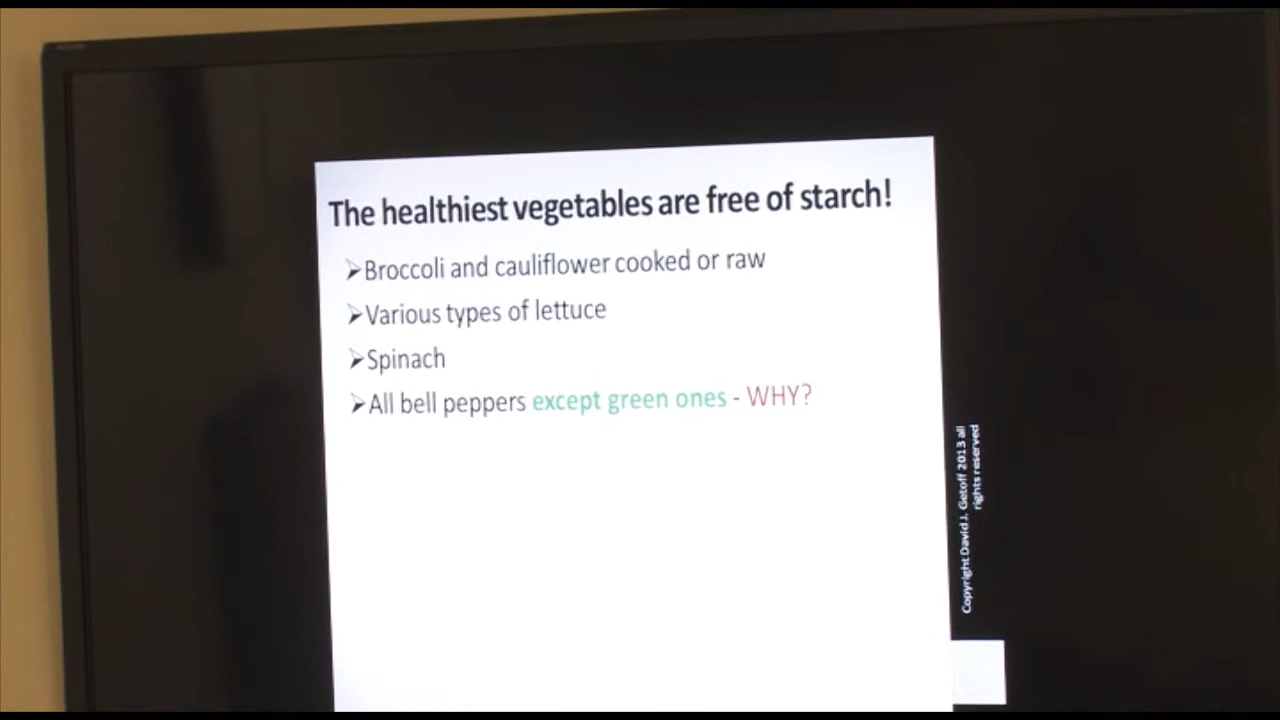 The healthiest vegetables are free of starch!
➢Broccoli and cauliflower cooked or raw
➢Various types of lettuce
➢Spinach
➢All bell peppers except green ones - WHY?
Copyright David J. Getoff 2013 all
rights reserved